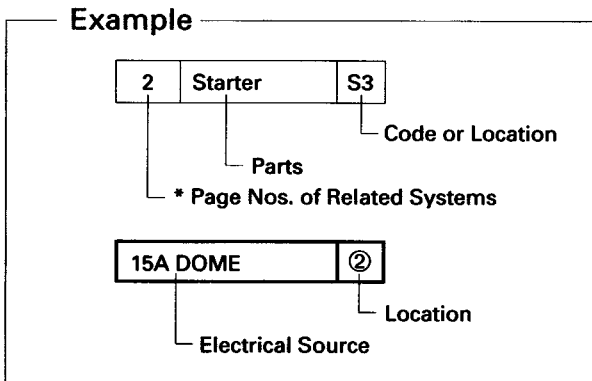 Example
2 Starter S3
Code or Location
Parts
* Page Nos. of Related Systems
15A DOME ②
Location
Electrical Source